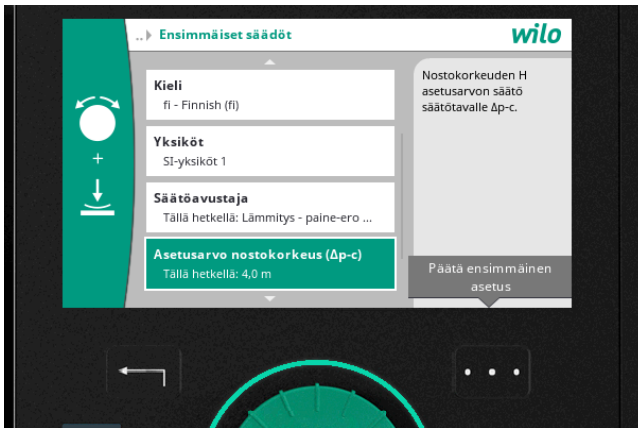 .. Ensimmäiset säädöt
wilo
Kieli
fi - Finnish (fi)
Yksiköt
SI-yksiköt 1
Säätöavustaja
Tällä hetkellä: Lämmitys - paine-ero ...
Asetusarvo nostokorkeus (Δp-c)
Tällä hetkellä: 4,0 m
Nostokorkeuden H
asetusarvon säätö
säätötavalle Δp-c.
Päätä ensimmäinen
asetus
+